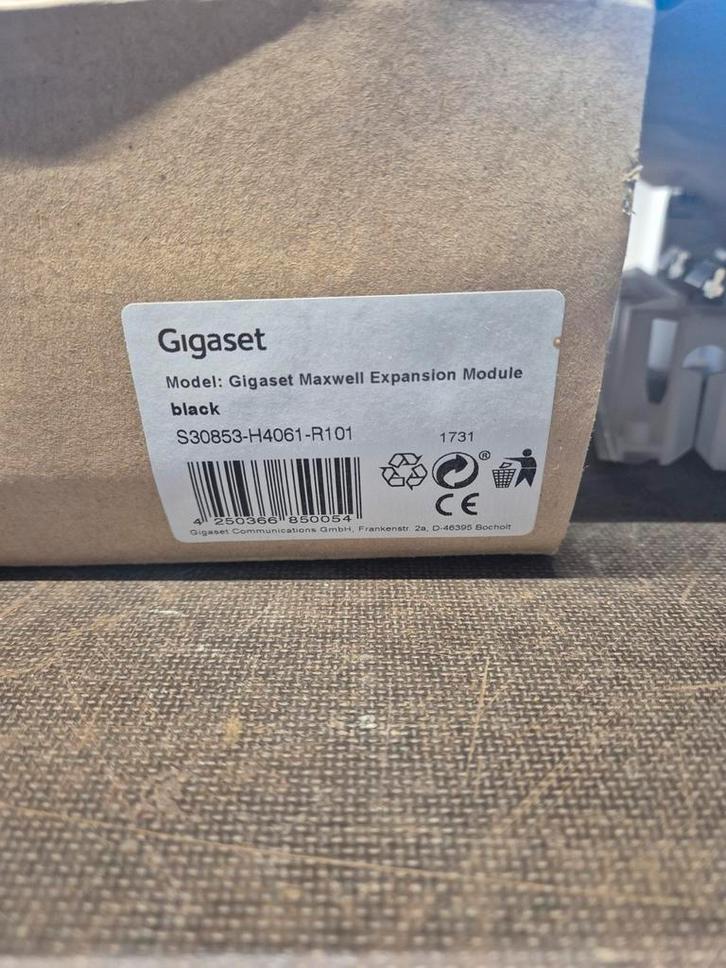 Gigaset
Model: Gigaset Maxwell Expansion Module
black
S30853-H4061-R101
1731
®
CE
4 250366 850054
Gigaset Communications GmbH, Frankenstr. 2a, D-46395 Bocholt